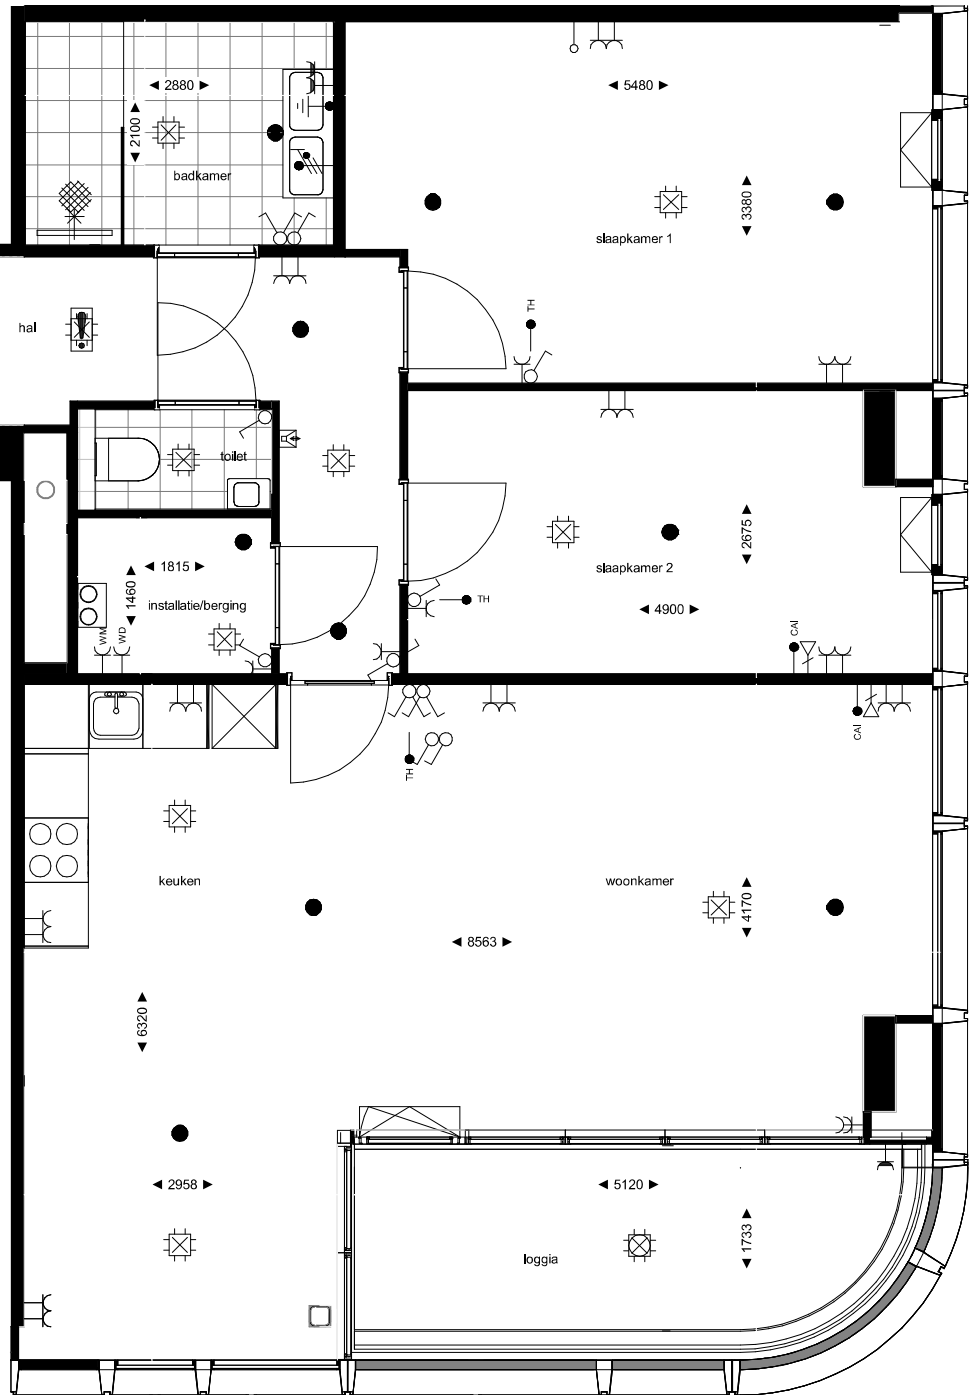 2880
2100
badkamer
5480
3380
slaapkamer 1
TH
hal
toilet
1815
1460
installatie/berging
WM
WD
2675
slaapkamer 2
4900
TH
CAI
CAI
TH
keuken
woonkamer
4170
8563
6320
2958
5120
1733
loggia